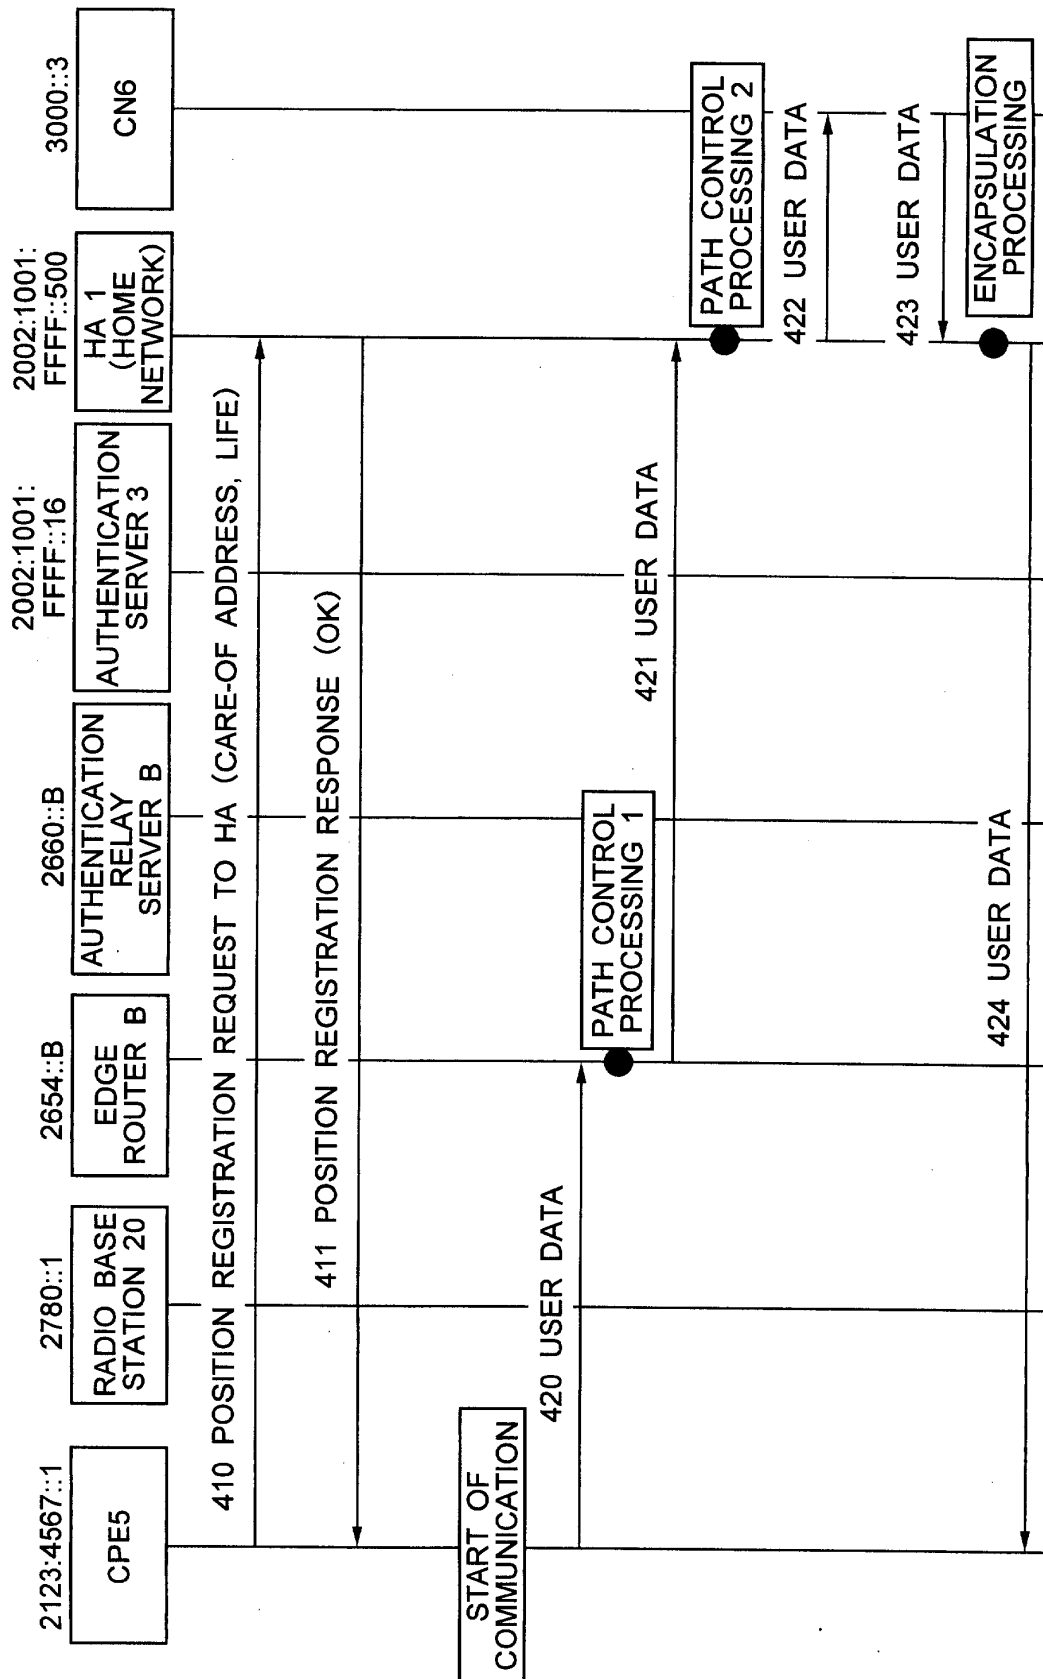 2123:4567::1
CPE5
2780::1
RADIO BASE
STATION 20
2654::B
EDGE
ROUTER B
2660::B
AUTHENTICATION
RELAY
SERVER B
2002:1001:
FFFF::16
AUTHENTICATION
SERVER 3
2002:1001:
FFFF::500
HA 1
(HOME
NETWORK)
3000::3
CN6
410 POSITION REGISTRATION REQUEST TO HA (CARE-OF ADDRESS, LIFE)
411 POSITION REGISTRATION RESPONSE (OK)
START OF
COMMUNICATION
420 USER DATA
PATH CONTROL
PROCESSING 1
421 USER DATA
PATH CONTROL
PROCESSING 2
422 USER DATA
423 USER DATA
ENCAPSULATION
PROCESSING
424 USER DATA